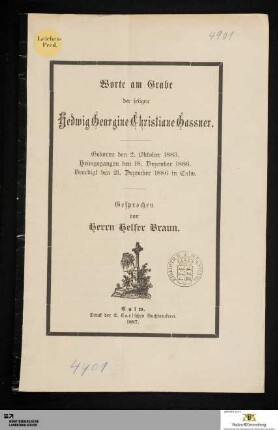 Leichen-
Pred.
4901
Worte am Grabe
der seligen
Hedwig Georgine Christiane Gassner.
Geboren den 2. Oktober 1883.
Heimgegangen den 18. Dezember 1886.
Beerdigt den 21. Dezember 1886 in Calw.
Gesprochen
von
Herrn Helfer Braun.
Calw.
Druck der
Buchdruckerei.
1887.
4901
Baden-Württemberg